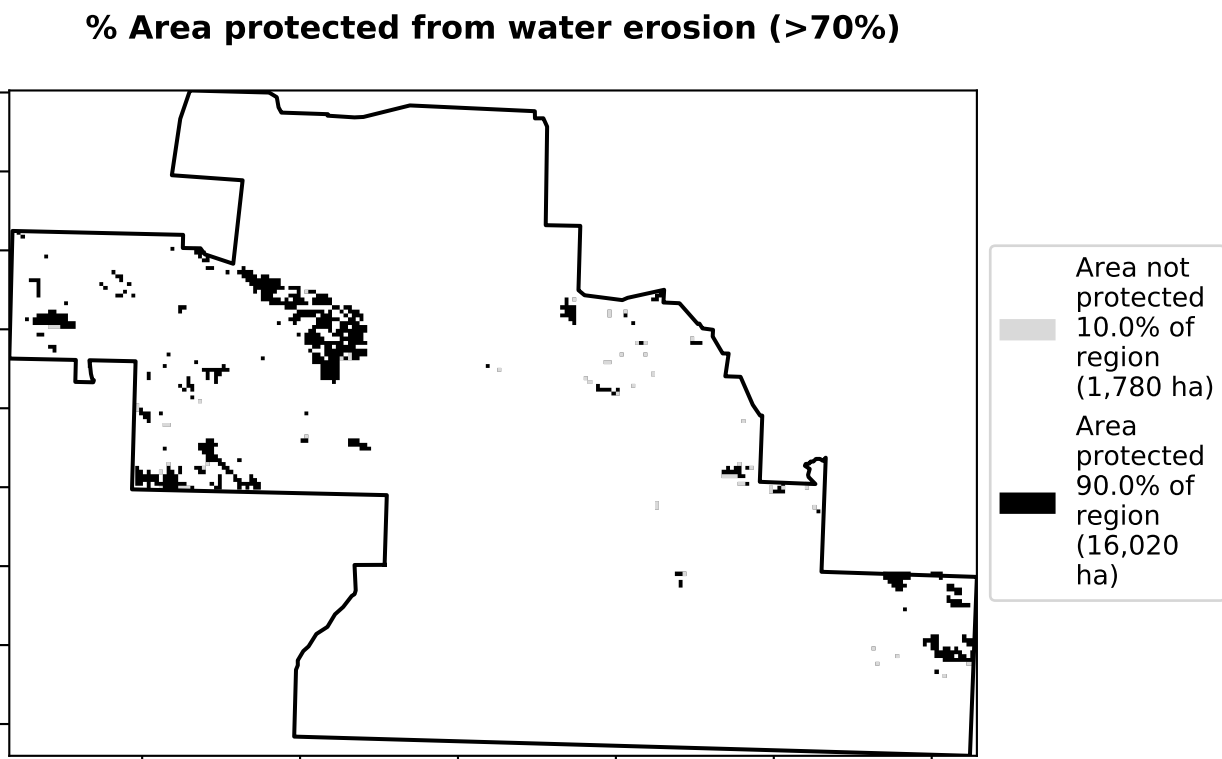 % Area protected from water erosion (>70%)
Area not
protected
10.0% of
region
(1,780 ha)
Area
protected
90.0% of
region
(16,020
ha)